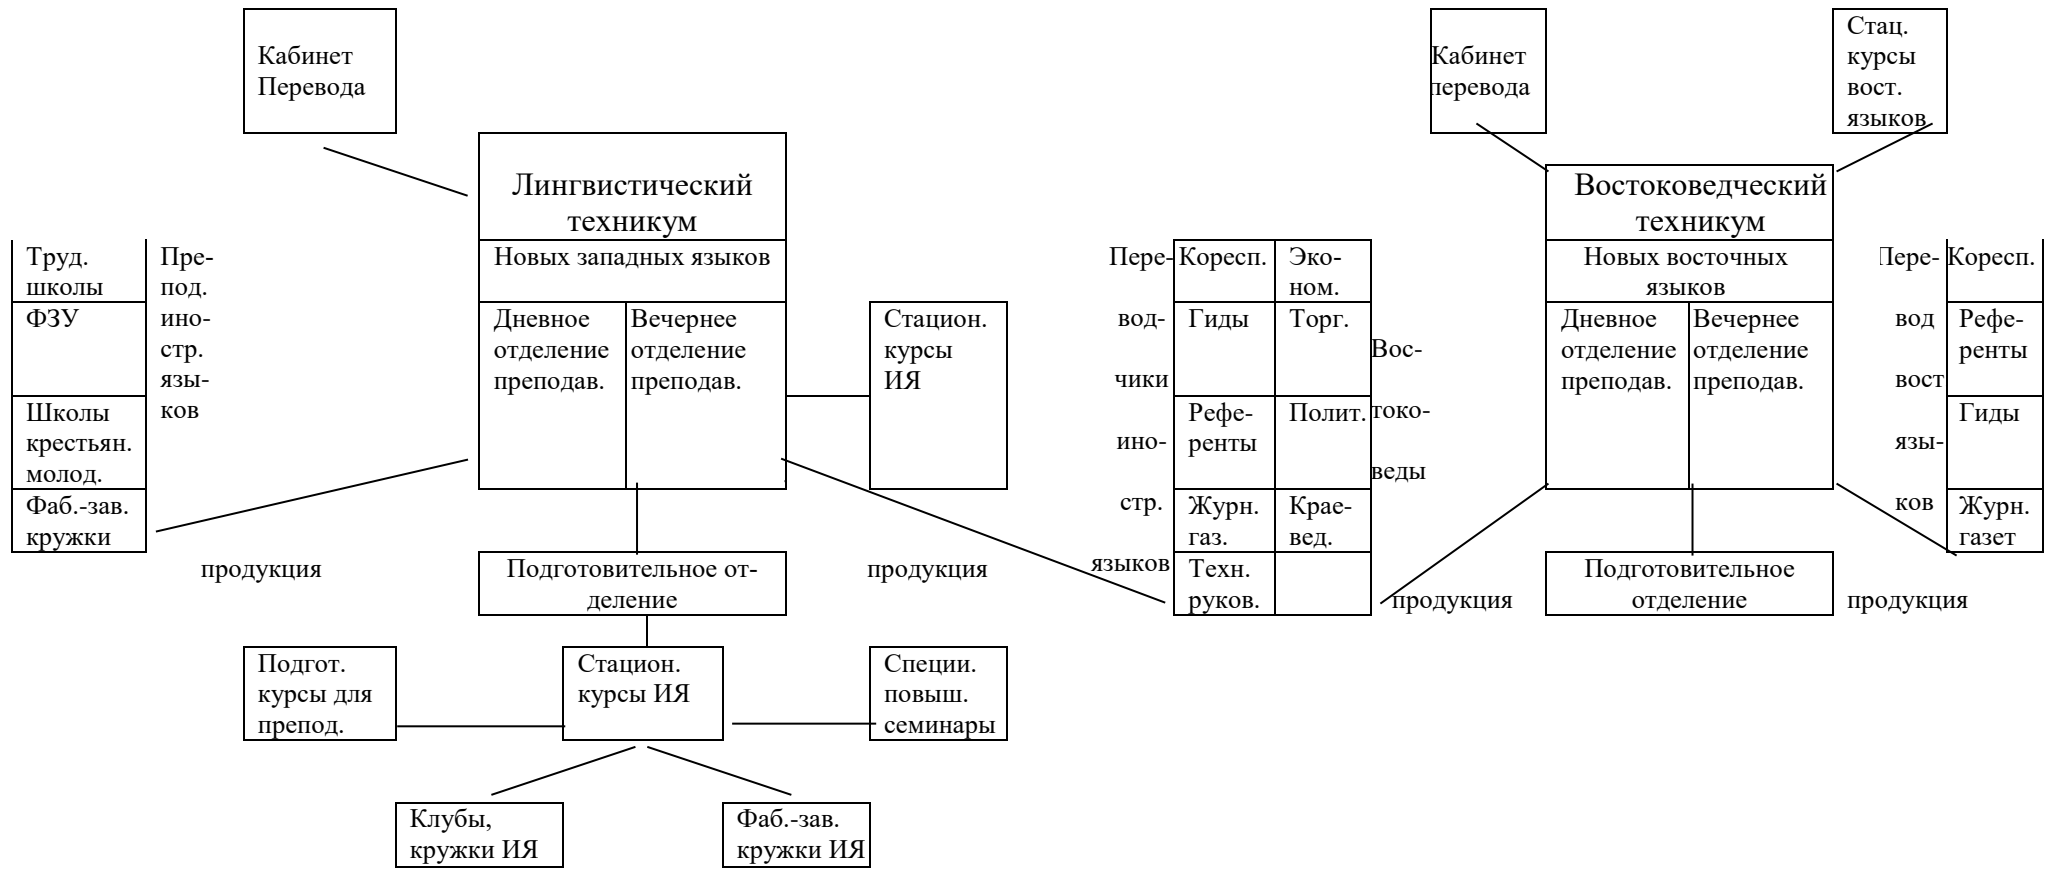 Кабинет
Перевода
Кабинет
перевода
Стац.
курсы
вост.
языков
Лингвистический
техникум
Новых западных языков
Дневное
отделение
преподав.
Вечернее
отделение
преподав.
Востоковедческий
техникум
Новых восточных
языков
Дневное
отделение
преподав.
Вечернее
отделение
преподав.
Труд.
школы
ФЗУ
Школы
крестьян.
молод.
Фаб.-зав.
кружки
Пре-
под.
ино-
стр.
язы-
ков
Стацион.
курсы
ИЯ
Пере-
вод-
чики
ино-
стр.
языков
Коресп.
Гиды
Рефе-
ренты
Журн.
газ.
Техн.
руков.
Эко-
ном.
Торг.
Полит.
Крае-
вед.
Вос-
токо-
веды
Пере-
вод
вост
язы-
ков
Коресп.
Рефе-
ренты
Гиды
Журн.
газет
продукция
Подготовительное от-
деление
продукция
продукция
Подготовительное
отделение
продукция
Подгот.
курсы для
препод.
Стацион.
курсы ИЯ
Специи.
повыш.
семинары
Клубы,
кружки ИЯ
Фаб.-зав.
кружки ИЯ